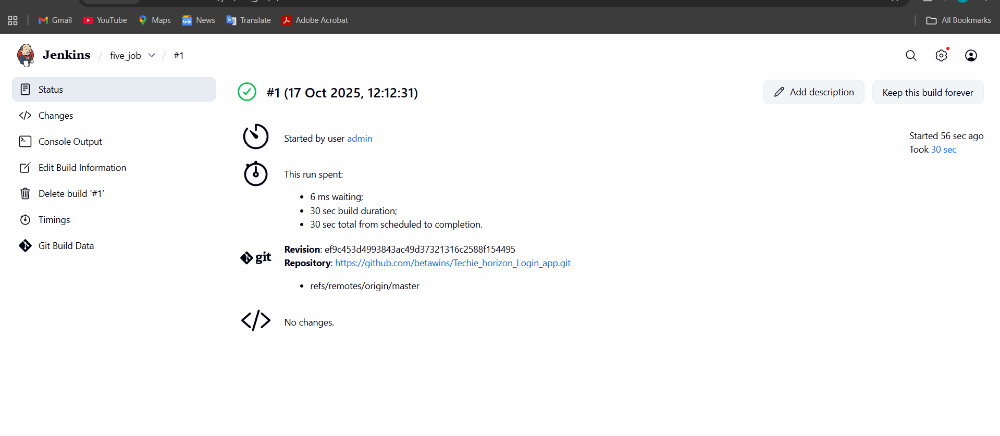 Gmail YouTube Maps News Translate Adobe Acrobat All Bookmarks
Jenkins / five_job / #1
Status
Changes
Console Output
Edit Build Information
Delete build ‘#1’
Timings
Git Build Data
#1 (17 Oct 2025, 12:12:31)
Add description
Keep this build forever
Started by user admin
Started 56 sec ago
Took 30 sec
This run spent:
• 6 ms waiting;
• 30 sec build duration;
• 30 sec total from scheduled to completion.
git
Revision: ef9c453d4993843ac49d37321316c2588f154495
Repository: https://github.com/betawins/Techie_horizon_Login_app.git
• refs/remotes/origin/master
No changes.